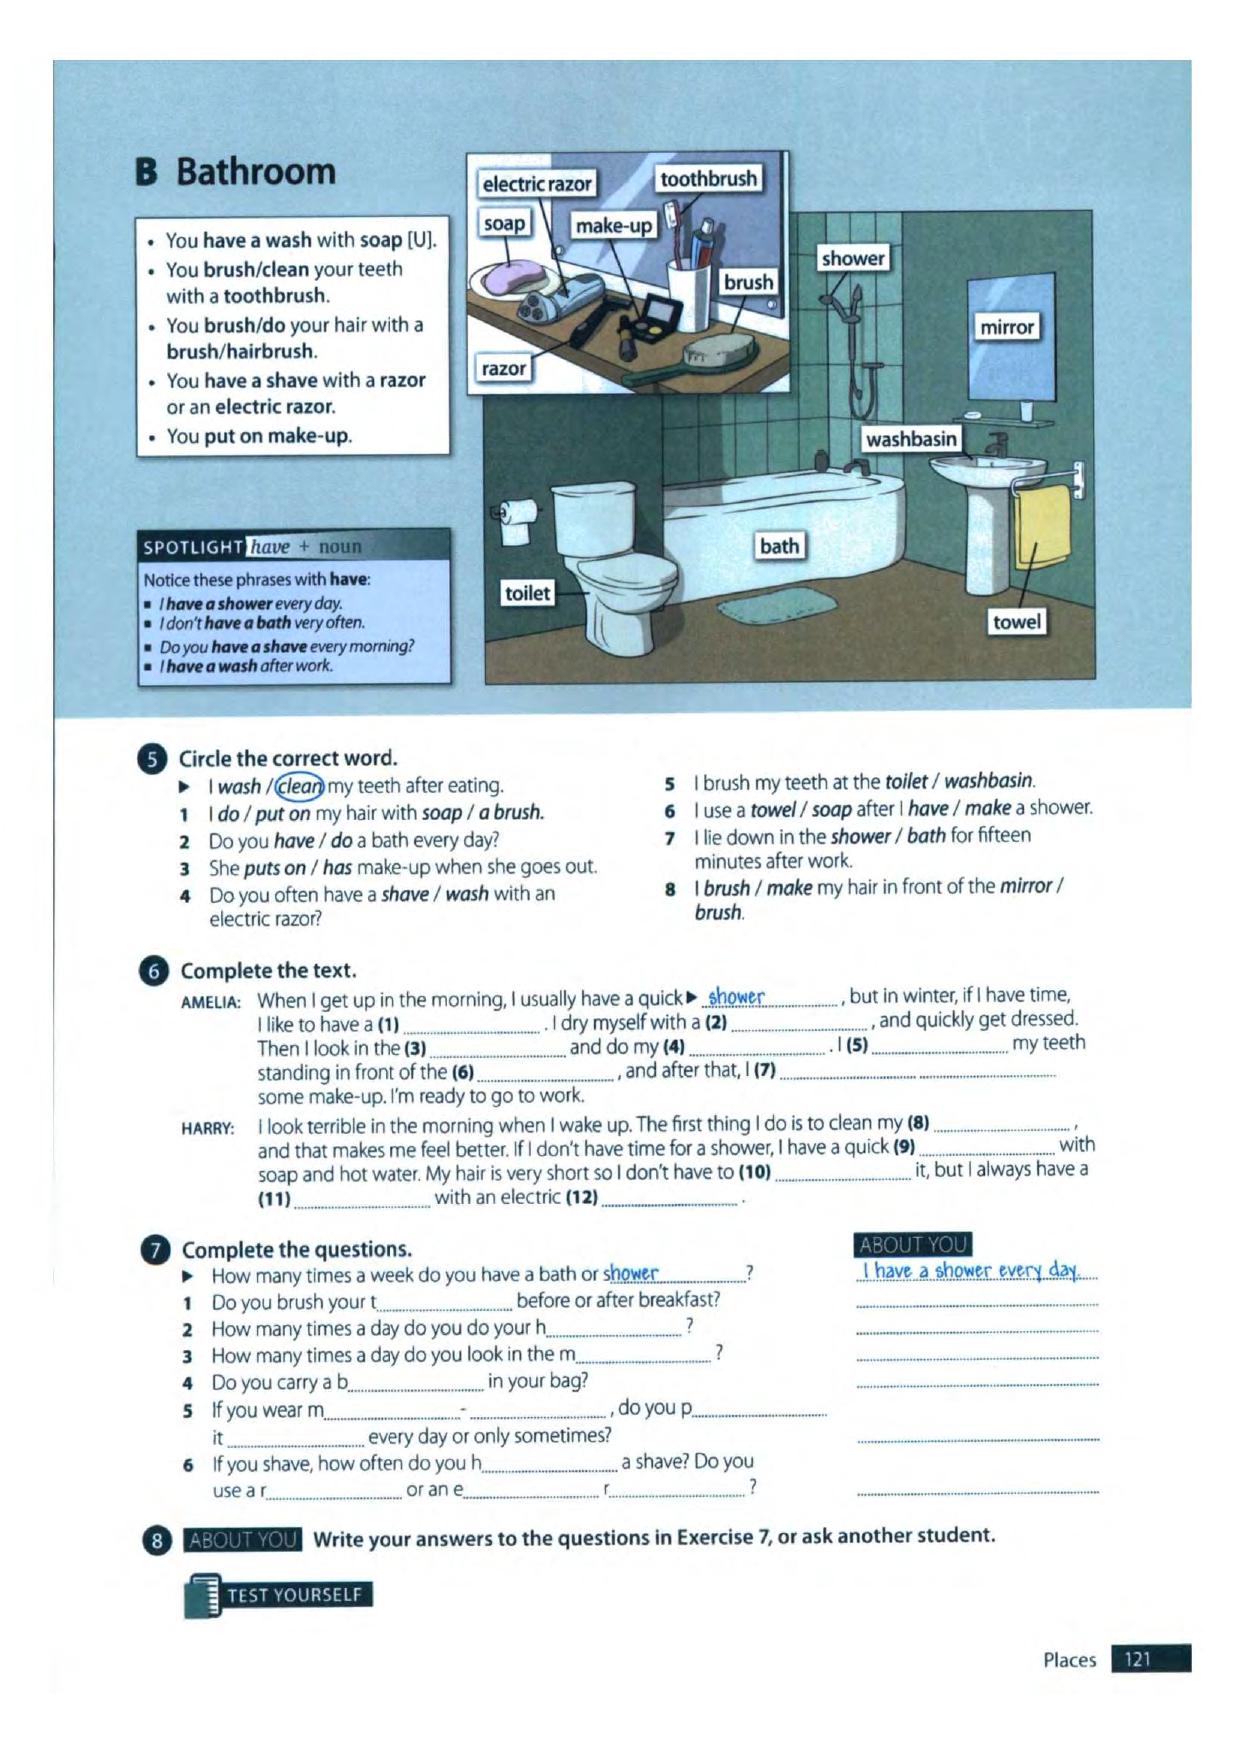 B Bathroom
• You have a wash with soap [U].
• You brush/clean your teeth
with a toothbrush.
• You brush/do your hair with a
brush/hairbrush.
• You have a shave with a razor
or an electric razor.
• You put on make-up.
electric razor
toothbrush
soap
make-up
brush
razor
shower
mirror
washbasin
bath
toilet
towel
SPOTLIGHT have + noun
Notice these phrases with have:
▪ I have a shower every day.
▪ I don't have a bath very often.
▪ Do you have a shave every morning?
▪ I have a wash after work.
5 Circle the correct word.
► I wash / clean my teeth after eating.
1 I do / put on my hair with soap / a brush.
2 Do you have / do a bath every day?
3 She puts on / has make-up when she goes out.
4 Do you often have a shave / wash with an
electric razor?
5 I brush my teeth at the toilet / washbasin.
6 I use a towel / soap after I have / make a shower.
7 I lie down in the shower / bath for fifteen
minutes after work.
8 I brush / make my hair in front of the mirror /
brush.
6 Complete the text.
AMELIA: When I get up in the morning, I usually have a quick ► shower, but in winter, if I have time,
I like to have a (1) ............... . I dry myself with a (2) ..............., and quickly get dressed.
Then I look in the (3) ............... and do my (4) ............... . I (5) ............... my teeth
standing in front of the (6) ..............., and after that, I (7) ............... ...............
some make-up. I'm ready to go to work.
HARRY: I look terrible in the morning when I wake up. The first thing I do is to clean my (8) ...............,
and that makes me feel better. If I don't have time for a shower, I have a quick (9) ............... with
soap and hot water. My hair is very short so I don't have to (10) ............... it, but I always have a
(11) ............... with an electric (12) ............... .
7 Complete the questions.
ABOUT YOU
► How many times a week do you have a bath or shower...............?
I have a shower every day.
1 Do you brush your t............... before or after breakfast?
2 How many times a day do you do your h...............?
3 How many times a day do you look in the m...............?
4 Do you carry a b............... in your bag?
5 If you wear m...............-..............., do you p...............
it ............... every day or only sometimes?
6 If you shave, how often do you h............... a shave? Do you
use a r............... or an e............... r...............?
8 ABOUT YOU Write your answers to the questions in Exercise 7, or ask another student.
TEST YOURSELF
Places 121